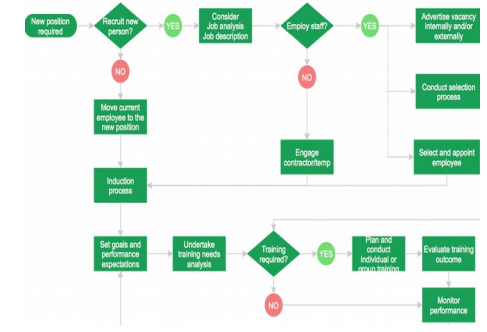 New position
required
Recruit new
person?
YES
Consider
Job analysis
Job description
Employ staff?
YES
Advertise vacancy
internally and/or
externally
NO
NO
Conduct selection
process
Move current
employee to the
new position
Engage
contractor/temp
Select and appoint
employee
Induction
process
Set goals and
performance
expectations
Undertake
training needs
analysis
Training
required?
YES
Plan and
conduct
individual or
group training
Evaluate training
outcome
NO
Monitor
performance